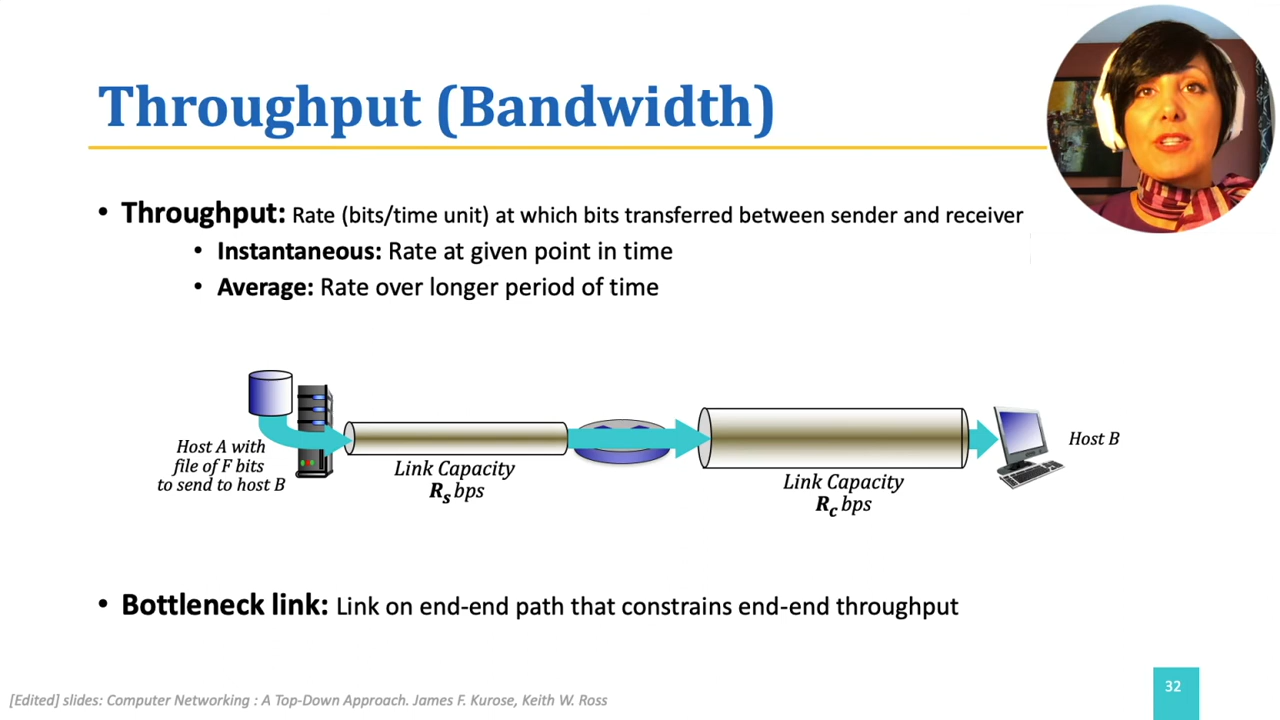 Throughput (Bandwidth)
• Throughput: Rate (bits/time unit) at which bits transferred between sender and receiver
• Instantaneous: Rate at given point in time
• Average: Rate over longer period of time
Host A with
file of F bits
to send to host B
Link Capacity
Rs bps
Link Capacity
Rc bps
Host B
• Bottleneck link: Link on end-end path that constrains end-end throughput
[Edited] slides: Computer Networking : A Top-Down Approach. James F. Kurose, Keith W. Ross
32